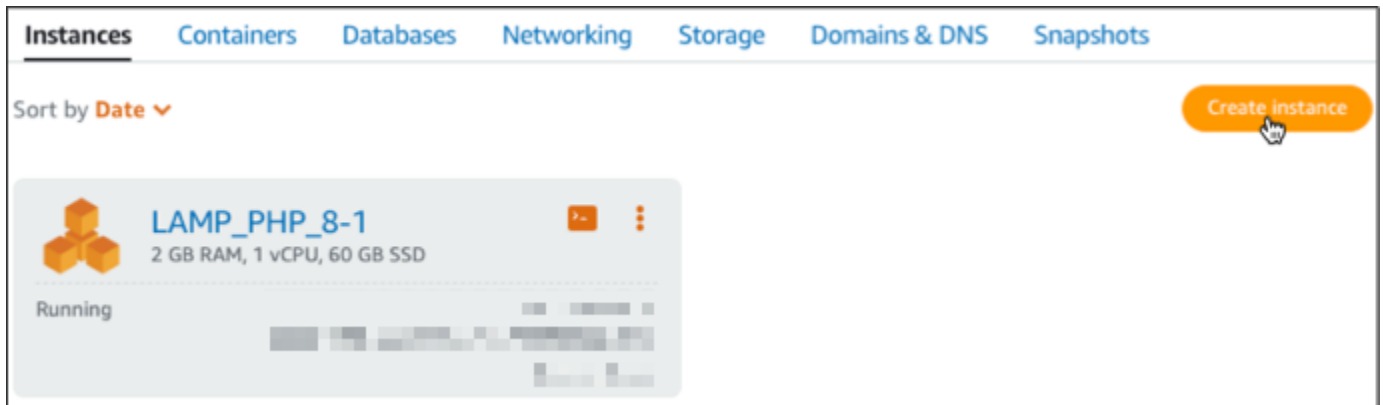 Instances Containers Databases Networking Storage Domains & DNS Snapshots
Sort by Date
Create instance
LAMP_PHP_8-1
2 GB RAM, 1 vCPU, 60 GB SSD
Running